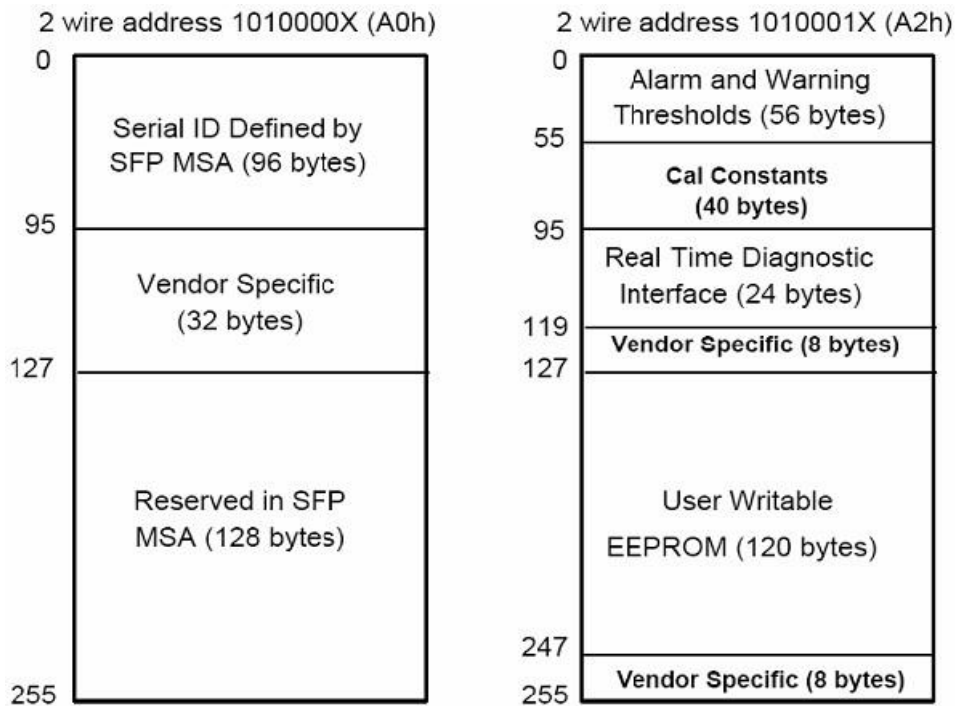 2 wire address 1010000X (A0h)
0
Serial ID Defined by
SFP MSA (96 bytes)
95
Vendor Specific
(32 bytes)
127
Reserved in SFP
MSA (128 bytes)
255
2 wire address 1010001X (A2h)
0
Alarm and Warning
Thresholds (56 bytes)
55
Cal Constants
(40 bytes)
95
Real Time Diagnostic
Interface (24 bytes)
119
Vendor Specific (8 bytes)
127
User Writable
EEPROM (120 bytes)
247
Vendor Specific (8 bytes)
255